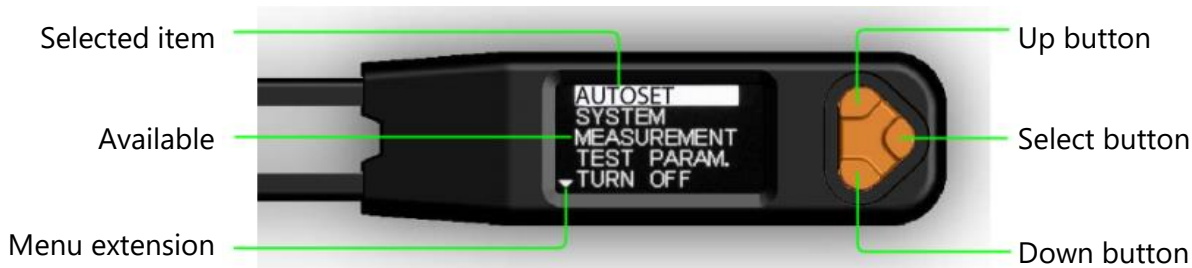 Selected item
Up button
AUTOSET
SYSTEM
Available
MEASUREMENT
Select button
TEST PARAM.
TURN OFF
Menu extension
Down button